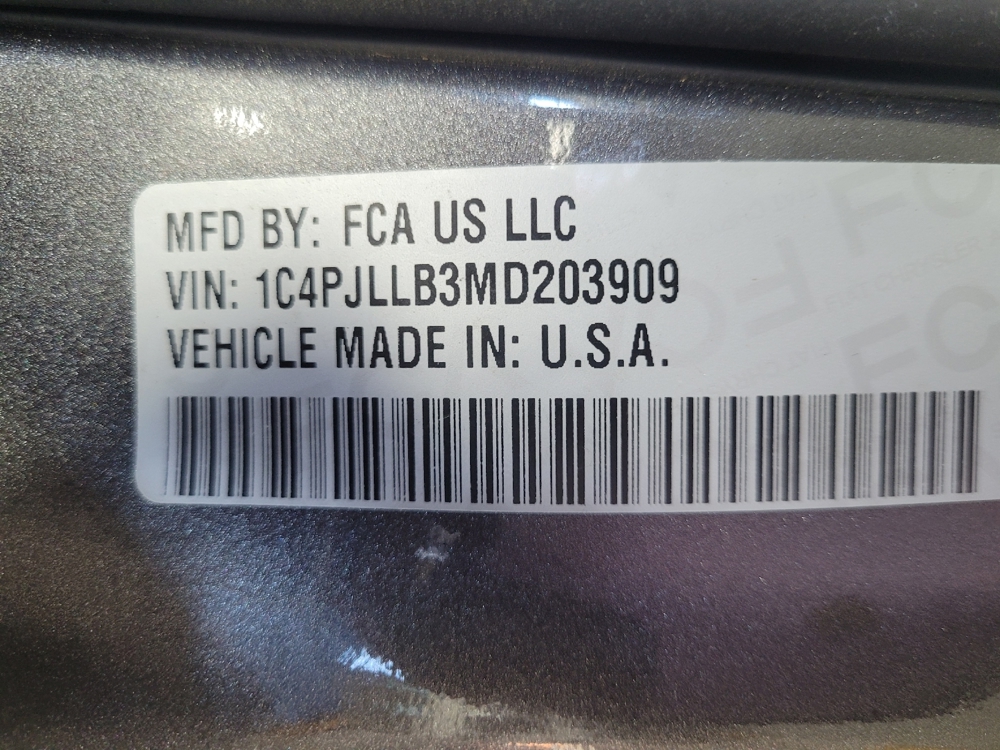 MFD BY: FCA US LLC
VIN: 1C4PJLLB3MD203909
VEHICLE MADE IN: U.S.A.